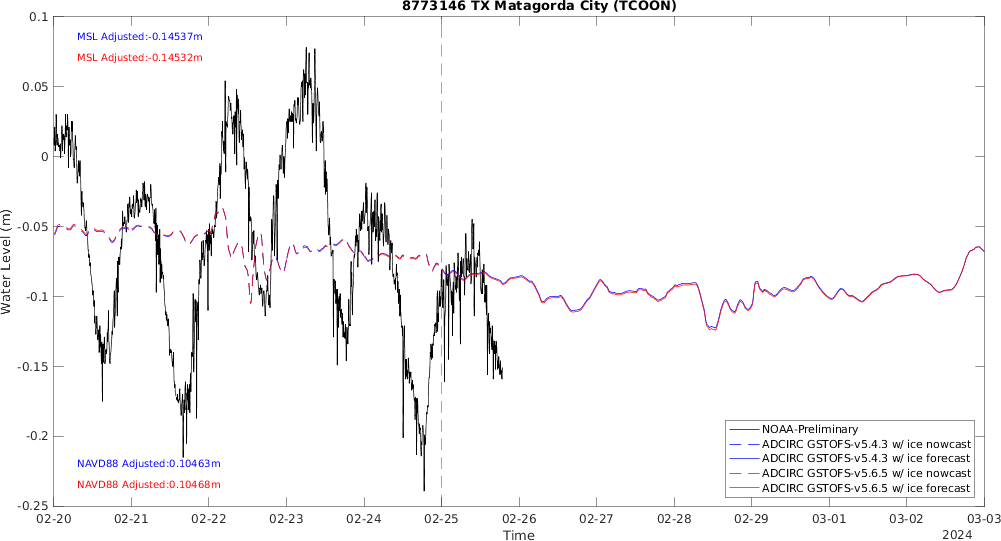 8773146 TX Matagorda City (TCOON)
0.1
0.05
0
-0.05
-0.1
-0.15
-0.2
-0.25
Water Level (m)
MSL Adjusted:-0.14537m
MSL Adjusted:-0.14532m
NAVD88 Adjusted:0.10463m
NAVD88 Adjusted:0.10468m
NOAA-Preliminary
ADCIRC GSTOFS-v5.4.3 w/ ice nowcast
ADCIRC GSTOFS-v5.4.3 w/ ice forecast
ADCIRC GSTOFS-v5.6.5 w/ ice nowcast
ADCIRC GSTOFS-v5.6.5 w/ ice forecast
02-20 02-21 02-22 02-23 02-24 02-25 02-26 02-27 02-28 02-29 03-01 03-02 03-03
Time
2024